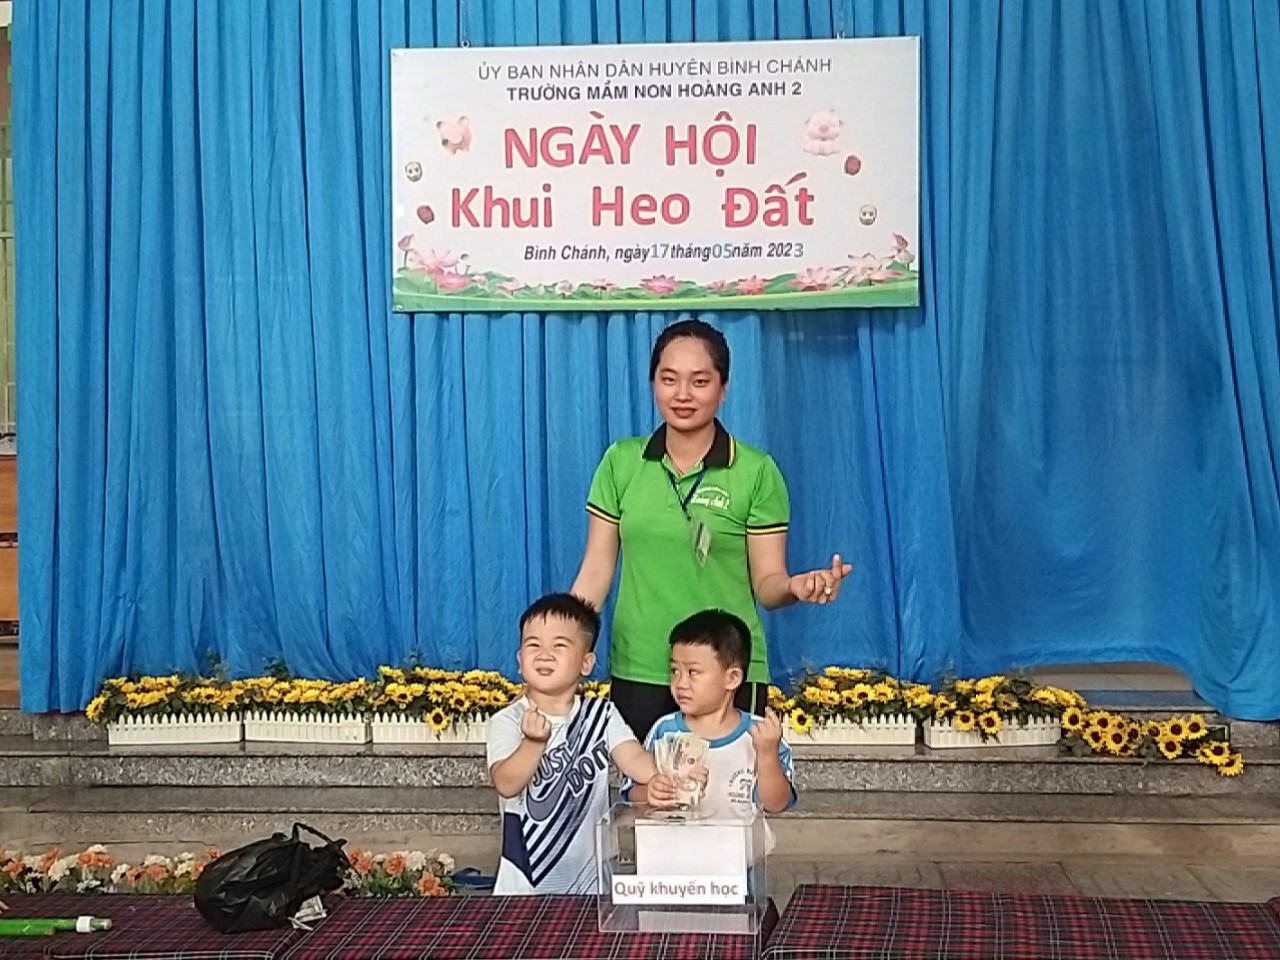 ỦY BAN NHÂN DÂN HUYỆN BÌNH CHÁNH
TRƯỜNG MẦM NON HOÀNG ANH 2
NGÀY HỘI
Khui Heo Đất
Bình Chánh, ngày 17 tháng 05 năm 2023
JUST
DO IT
Quỹ khuyến học